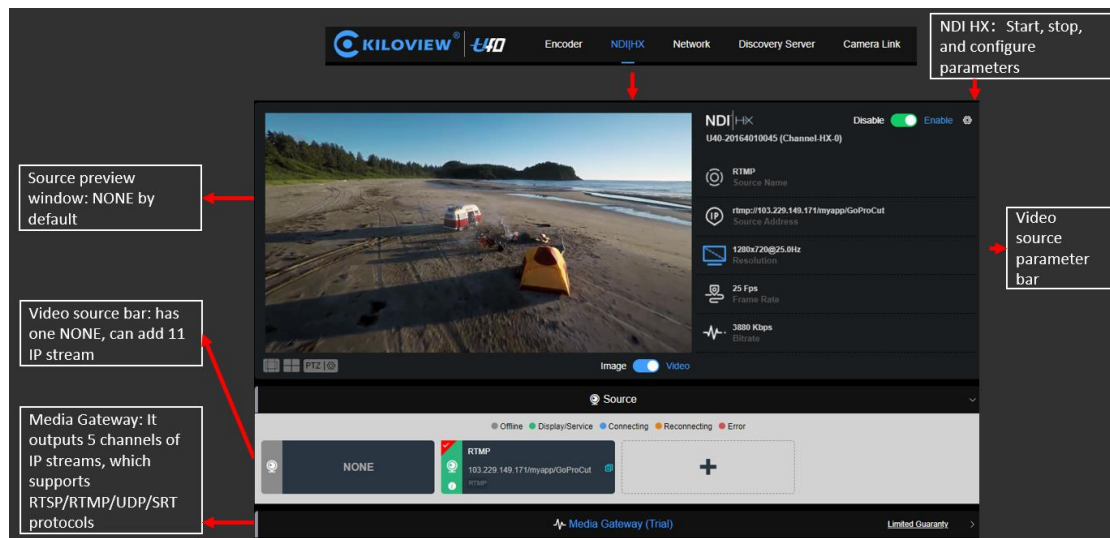 KILOVIEW® U40 Encoder NDI|HX Network Discovery Server Camera Link
NDI HX: Start, stop,
and configure
parameters
NDI|HX Disable Enable
U40-20164010045 (Channel-HX-0)
RTMP
Source Name
rtmp://103.229.149.171/myapp/GoProCut
Source Address
1280x720@25.0Hz
Resolution
25 Fps
Frame Rate
3880 Kbps
Bitrate
Source preview
window: NONE by
default
Video
source
parameter
bar
Video source bar: has
one NONE, can add 11
IP stream
PTZ
Image Video
Source
Offline Display/Service Connecting Reconnecting Error
NONE
RTMP
103.229.149.171/myapp/GoProCut
RTMP
+
Media Gateway: It
outputs 5 channels of
IP streams, which
supports
RTSP/RTMP/UDP/SRT
protocols
Media Gateway (Trial) Limited Guaranty
IP